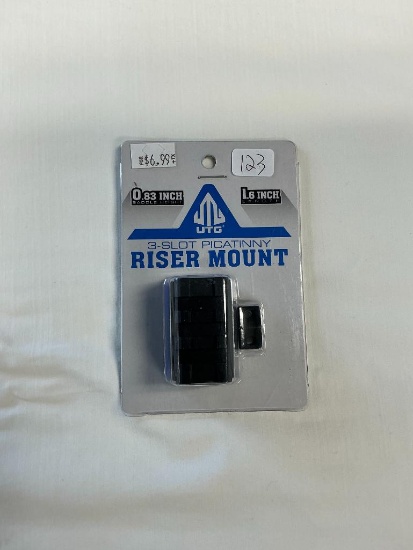 $6.99
123
0.83 INCH
1.6 INCH
UTG
3-SLOT PICATINNY
RISER MOUNT